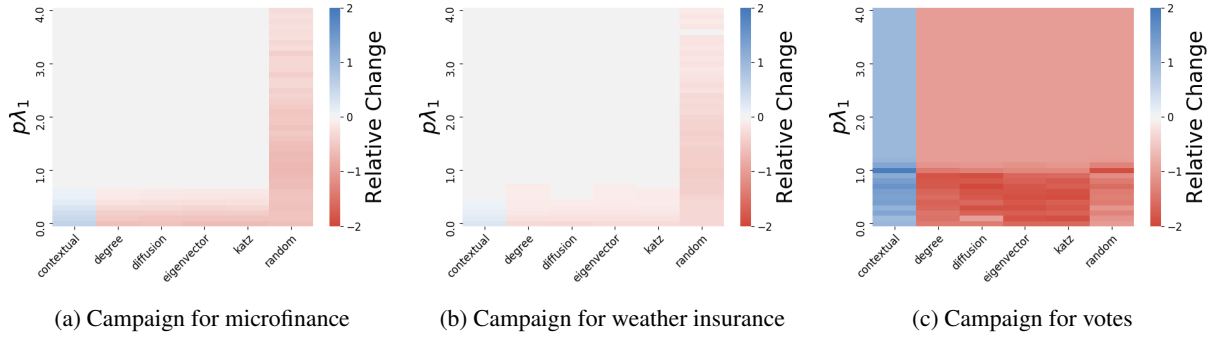 4.0
3.0
2.0
1.0
0.0
pλ₁
contextual
degree
diffusion
eigenvector
katz
random
2
1
0
−1
−2
Relative Change
(a) Campaign for microfinance
4.0
3.0
2.0
1.0
0.0
pλ₁
contextual
degree
diffusion
eigenvector
katz
random
2
1
0
−1
−2
Relative Change
(b) Campaign for weather insurance
4.0
3.0
2.0
1.0
0.0
pλ₁
contextual
degree
diffusion
eigenvector
katz
random
2
1
0
−1
−2
Relative Change
(c) Campaign for votes